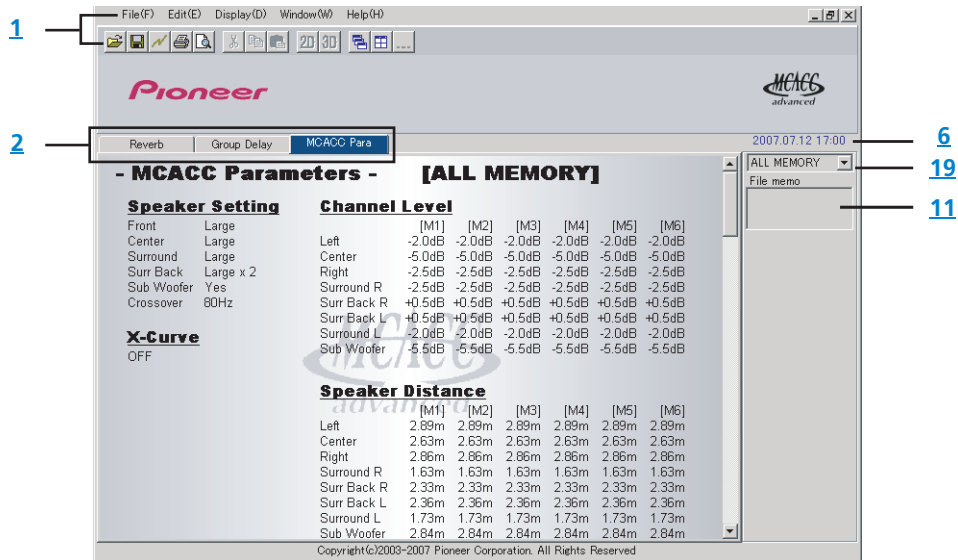 File(F) Edit(E) Display(D) Window(W) Help(H)
1
2D 3D ...
Pioneer
MCACC
advanced
2
Reverb Group Delay MCACC Para
2007.07.12 17:00
6
- MCACC Parameters - [ALL MEMORY]
ALL MEMORY
19
File memo
11
Speaker Setting
Front Large
Center Large
Surround Large
Surr Back Large x 2
Sub Woofer Yes
Crossover 80Hz
X-Curve
OFF
Channel Level
[M1] [M2] [M3] [M4] [M5] [M6]
Left -2.0dB -2.0dB -2.0dB -2.0dB -2.0dB -2.0dB
Center -5.0dB -5.0dB -5.0dB -5.0dB -5.0dB -5.0dB
Right -2.5dB -2.5dB -2.5dB -2.5dB -2.5dB -2.5dB
Surround R -2.5dB -2.5dB -2.5dB -2.5dB -2.5dB -2.5dB
Surr Back R +0.5dB +0.5dB +0.5dB +0.5dB +0.5dB +0.5dB
Surr Back L +0.5dB +0.5dB +0.5dB +0.5dB +0.5dB +0.5dB
Surround L -2.0dB -2.0dB -2.0dB -2.0dB -2.0dB -2.0dB
Sub Woofer -5.5dB -5.5dB -5.5dB -5.5dB -5.5dB -5.5dB
MCACC
advanced
Speaker Distance
[M1] [M2] [M3] [M4] [M5] [M6]
Left 2.89m 2.89m 2.89m 2.89m 2.89m 2.89m
Center 2.63m 2.63m 2.63m 2.63m 2.63m 2.63m
Right 2.86m 2.86m 2.86m 2.86m 2.86m 2.86m
Surround R 1.63m 1.63m 1.63m 1.63m 1.63m 1.63m
Surr Back R 2.33m 2.33m 2.33m 2.33m 2.33m 2.33m
Surr Back L 2.36m 2.36m 2.36m 2.36m 2.36m 2.36m
Surround L 1.73m 1.73m 1.73m 1.73m 1.73m 1.73m
Sub Woofer 2.84m 2.84m 2.84m 2.84m 2.84m 2.84m
Copyright(c)2003-2007 Pioneer Corporation. All Rights Reserved